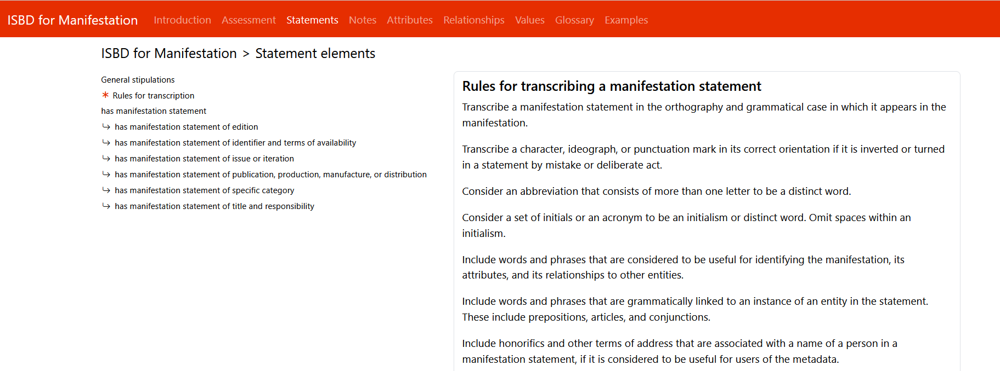 ISBD for Manifestation Introduction Assessment Statements Notes Attributes Relationships Values Glossary Examples
ISBD for Manifestation > Statement elements
General stipulations
* Rules for transcription
has manifestation statement
↪ has manifestation statement of edition
↪ has manifestation statement of identifier and terms of availability
↪ has manifestation statement of issue or iteration
↪ has manifestation statement of publication, production, manufacture, or distribution
↪ has manifestation statement of specific category
↪ has manifestation statement of title and responsibility
Rules for transcribing a manifestation statement
Transcribe a manifestation statement in the orthography and grammatical case in which it appears in the
manifestation.
Transcribe a character, ideograph, or punctuation mark in its correct orientation if it is inverted or turned
in a statement by mistake or deliberate act.
Consider an abbreviation that consists of more than one letter to be a distinct word.
Consider a set of initials or an acronym to be an initialism or distinct word. Omit spaces within an
initialism.
Include words and phrases that are considered to be useful for identifying the manifestation, its
attributes, and its relationships to other entities.
Include words and phrases that are grammatically linked to an instance of an entity in the statement.
These include prepositions, articles, and conjunctions.
Include honorifics and other terms of address that are associated with a name of a person in a
manifestation statement, if it is considered to be useful for users of the metadata.